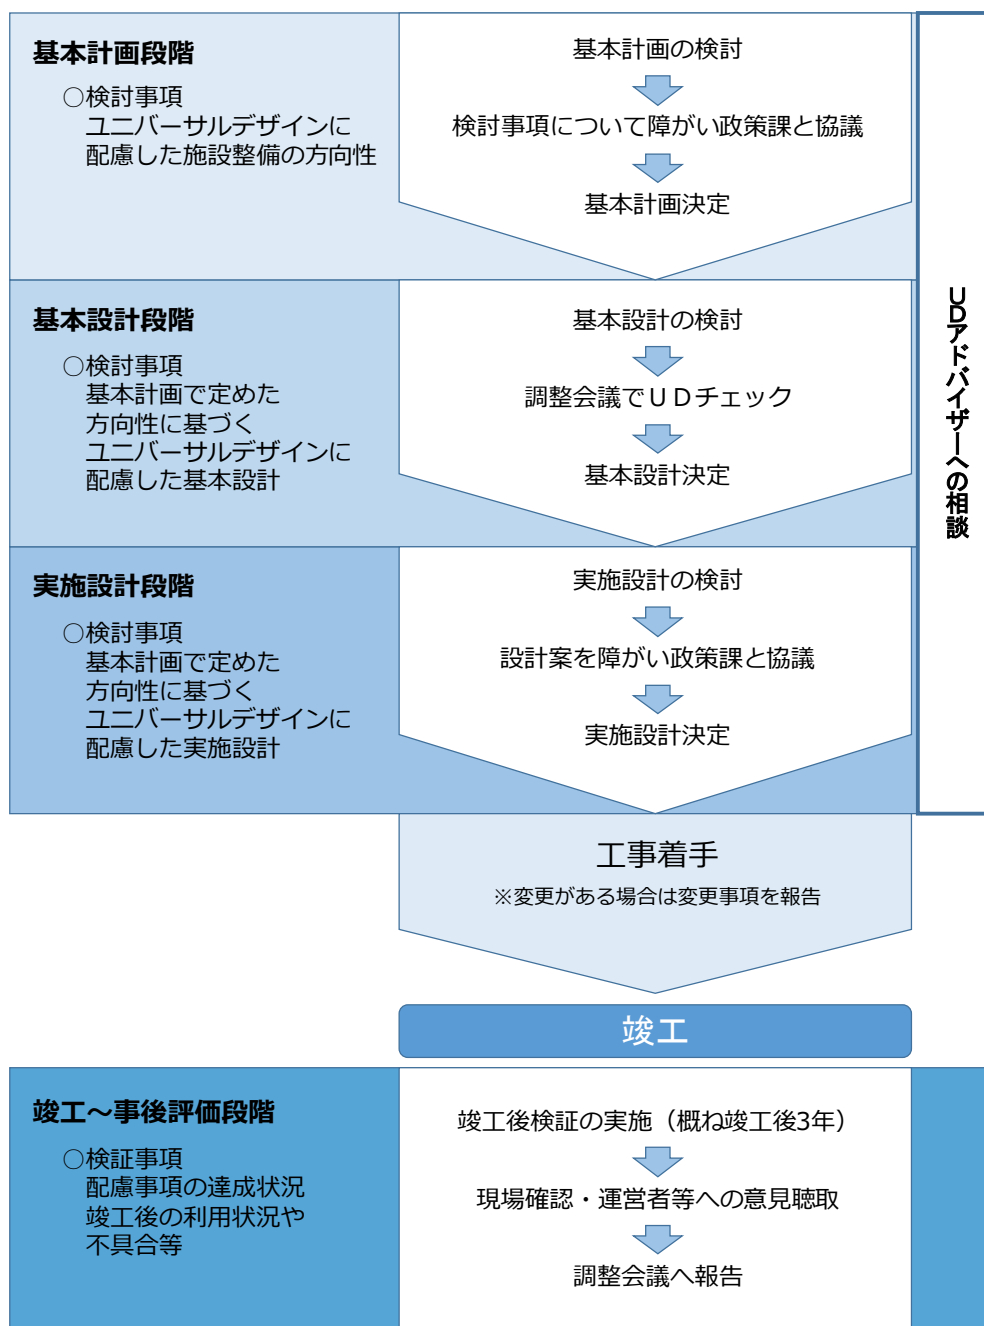 基本計画段階
○検討事項
ユニバーサルデザインに
配慮した施設整備の方向性
基本計画の検討
検討事項について障がい政策課と協議
基本計画決定
基本設計段階
○検討事項
基本計画で定めた
方向性に基づく
ユニバーサルデザインに
配慮した基本設計
基本設計の検討
調整会議でＵＤチェック
基本設計決定
実施設計段階
○検討事項
基本計画で定めた
方向性に基づく
ユニバーサルデザインに
配慮した実施設計
実施設計の検討
設計案を障がい政策課と協議
実施設計決定
UDアドバイザーへの相談
工事着手
※変更がある場合は変更事項を報告
竣工
竣工～事後評価段階
○検証事項
配慮事項の達成状況
竣工後の利用状況や
不具合等
竣工後検証の実施（概ね竣工後3年）
現場確認・運営者等への意見聴取
調整会議へ報告